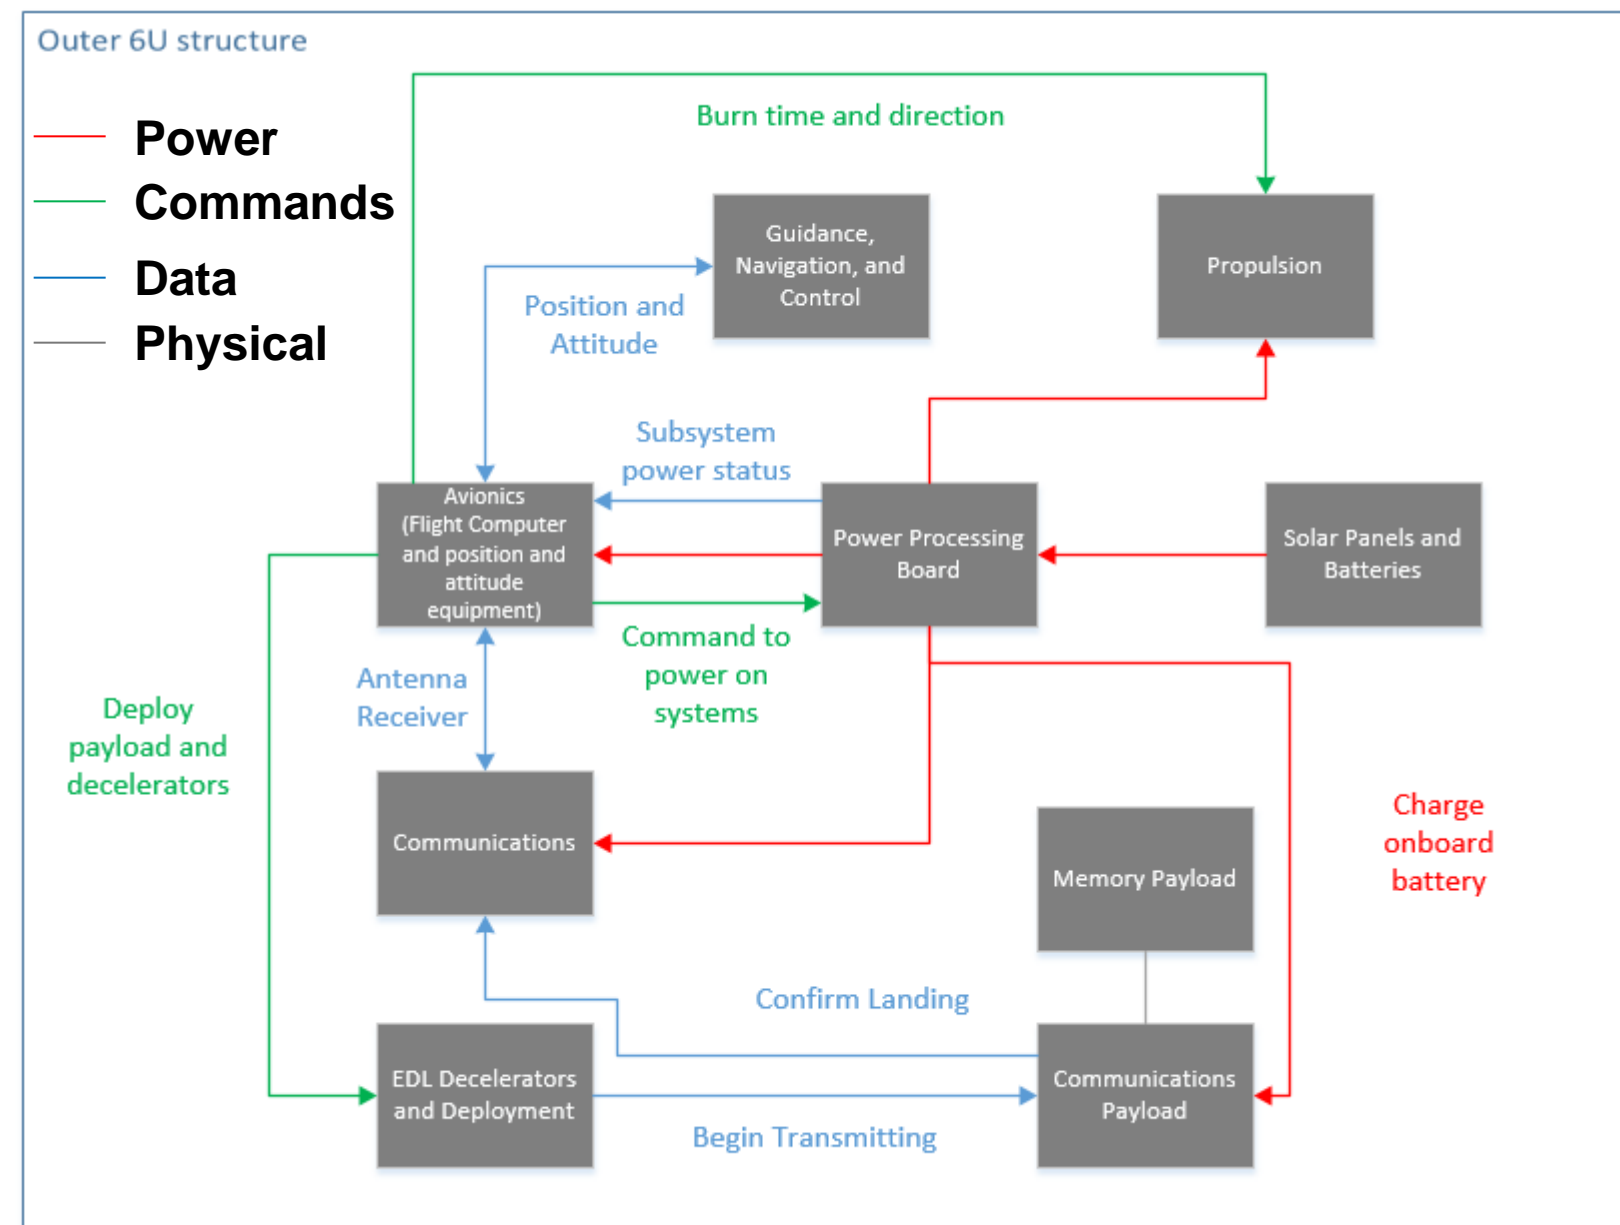 Outer 6U structure
Power
Commands
Data
Physical
Burn time and direction
Guidance,
Navigation, and
Control
Propulsion
Position and
Attitude
Subsystem
power status
Avionics
(Flight Computer
and position and
attitude
equipment)
Power Processing
Board
Solar Panels and
Batteries
Command to
power on
systems
Antenna
Receiver
Deploy
payload and
decelerators
Communications
Memory Payload
Charge
onboard
battery
Confirm Landing
EDL Decelerators
and Deployment
Communications
Payload
Begin Transmitting